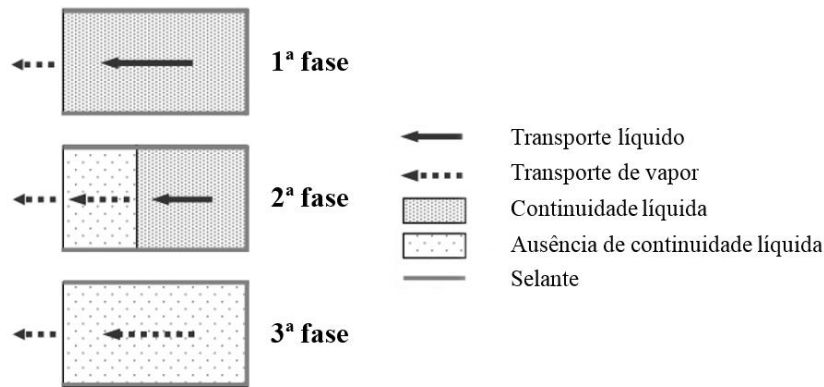 1ª fase
2ª fase
3ª fase
Transporte líquido
Transporte de vapor
Continuidade líquida
Ausência de continuidade líquida
Selante